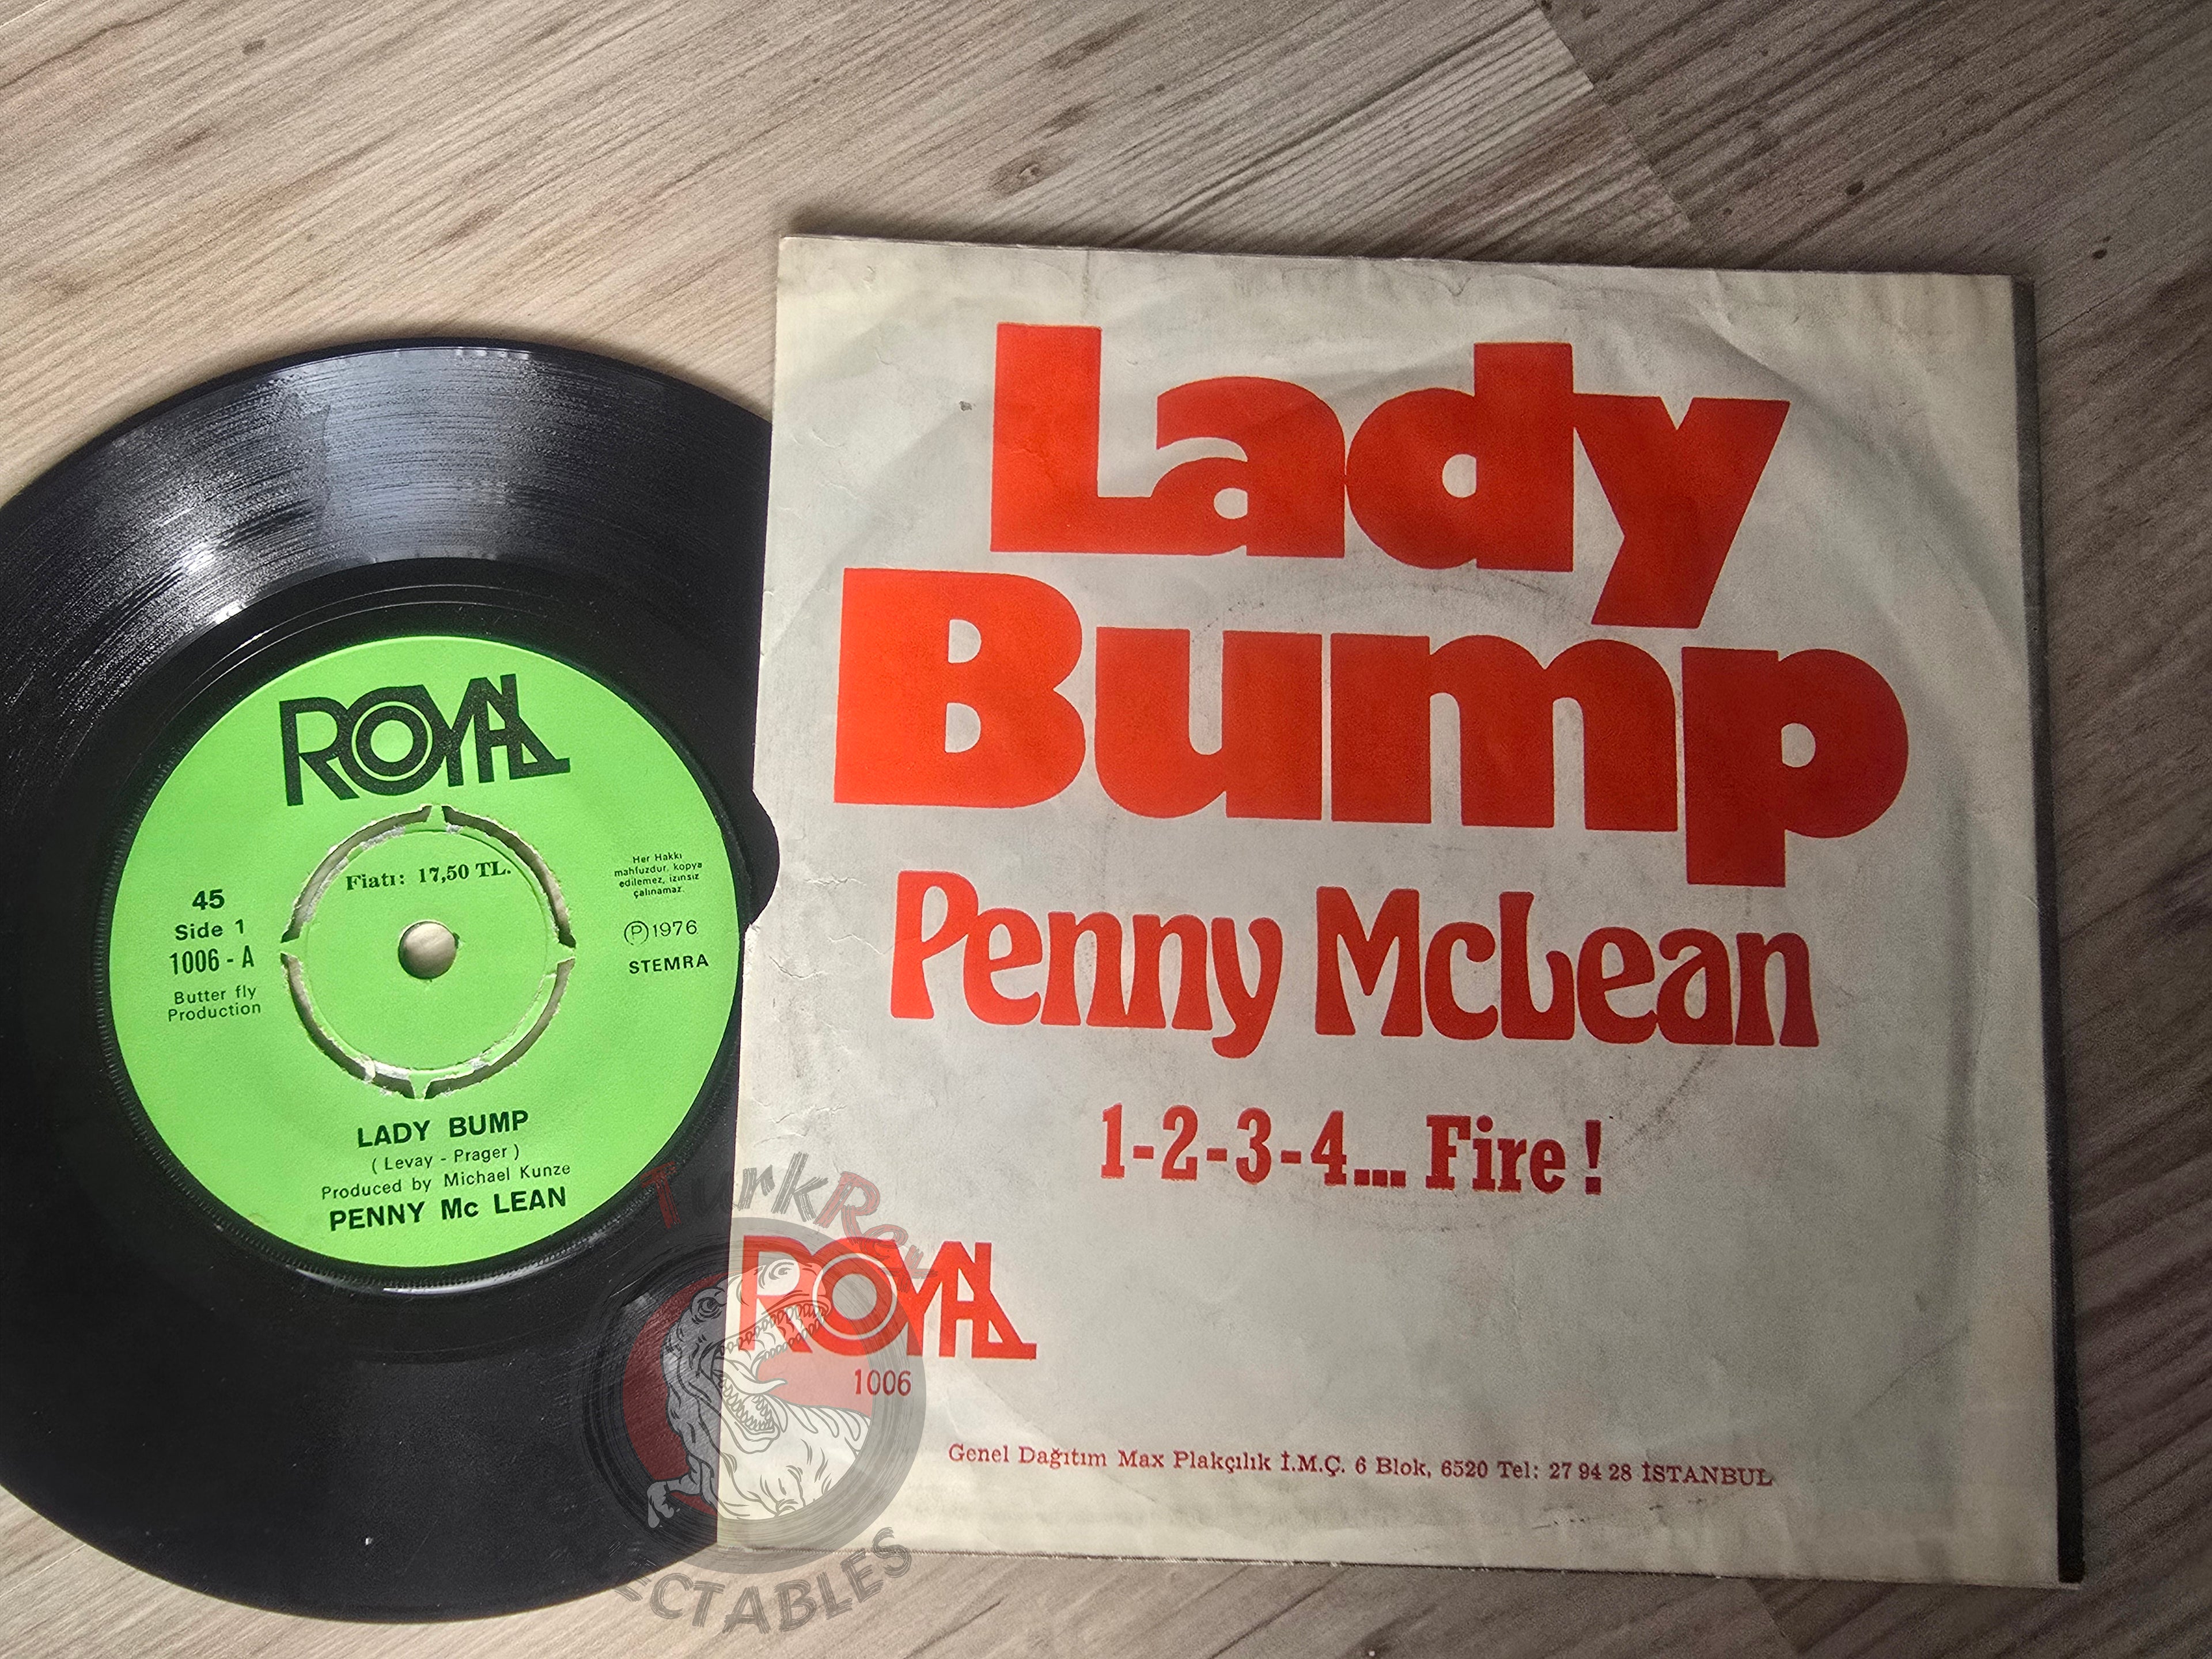 ROYAL
Fiatı: 17,50 TL.
Her Hakkı
mahfuzdur. kopya
edilemez, izinsiz
çalınamaz.
45
Side 1
1006 - A
Butter fly
Production
Ⓟ1976
STEMRA
LADY BUMP
( Levay - Prager )
Produced by Michael Kunze
PENNY Mc LEAN
Lady
Bump
Penny McLean
1-2-3-4... Fire !
ROYAL
1006
Genel Dağıtım Max Plakçılık İ.M.Ç. 6 Blok, 6520 Tel: 27 94 28 İSTANBUL
TurkRex